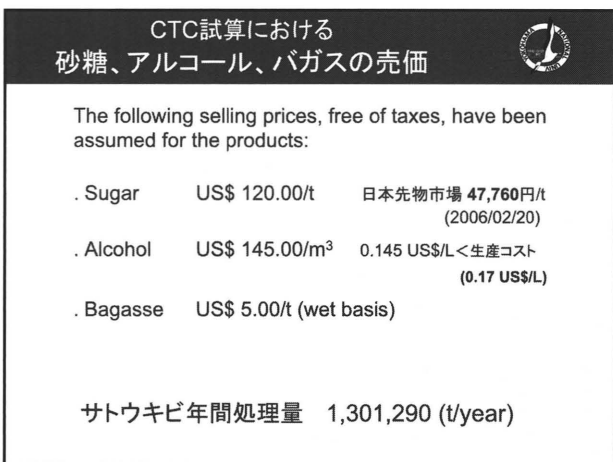 CTC試算における
砂糖、アルコール、バガスの売価
The following selling prices, free of taxes, have been
assumed for the products:
. Sugar US$ 120.00/t 日本先物市場 47,760円/t
(2006/02/20)
. Alcohol US$ 145.00/m³ 0.145 US$/L<生産コスト
(0.17 US$/L)
. Bagasse US$ 5.00/t (wet basis)
サトウキビ年間処理量 1,301,290 (t/year)